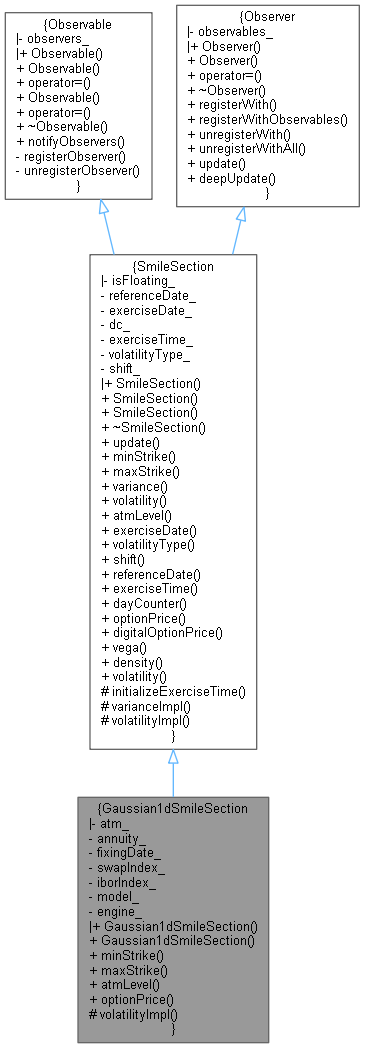 {Observable
|- observers_
|+ Observable()
+ Observable()
+ operator=()
+ Observable()
+ operator=()
+ ~Observable()
+ notifyObservers()
- registerObserver()
- unregisterObserver()
}
{Observer
|- observables_
|+ Observer()
+ Observer()
+ operator=()
+ ~Observer()
+ registerWith()
+ registerWithObservables()
+ unregisterWith()
+ unregisterWithAll()
+ update()
+ deepUpdate()
}
{SmileSection
|- isFloating_
- referenceDate_
- exerciseDate_
- dc_
- exerciseTime_
- volatilityType_
- shift_
|+ SmileSection()
+ SmileSection()
+ SmileSection()
+ ~SmileSection()
+ update()
+ minStrike()
+ maxStrike()
+ variance()
+ volatility()
+ atmLevel()
+ exerciseDate()
+ volatilityType()
+ shift()
+ referenceDate()
+ exerciseTime()
+ dayCounter()
+ optionPrice()
+ digitalOptionPrice()
+ vega()
+ density()
+ volatility()
# initializeExerciseTime()
# varianceImpl()
# volatilityImpl()
}
{Gaussian1dSmileSection
|- atm_
- annuity_
- fixingDate_
- swapIndex_
- iborIndex_
- model_
- engine_
|+ Gaussian1dSmileSection()
+ Gaussian1dSmileSection()
+ minStrike()
+ maxStrike()
+ atmLevel()
+ optionPrice()
# volatilityImpl()
}